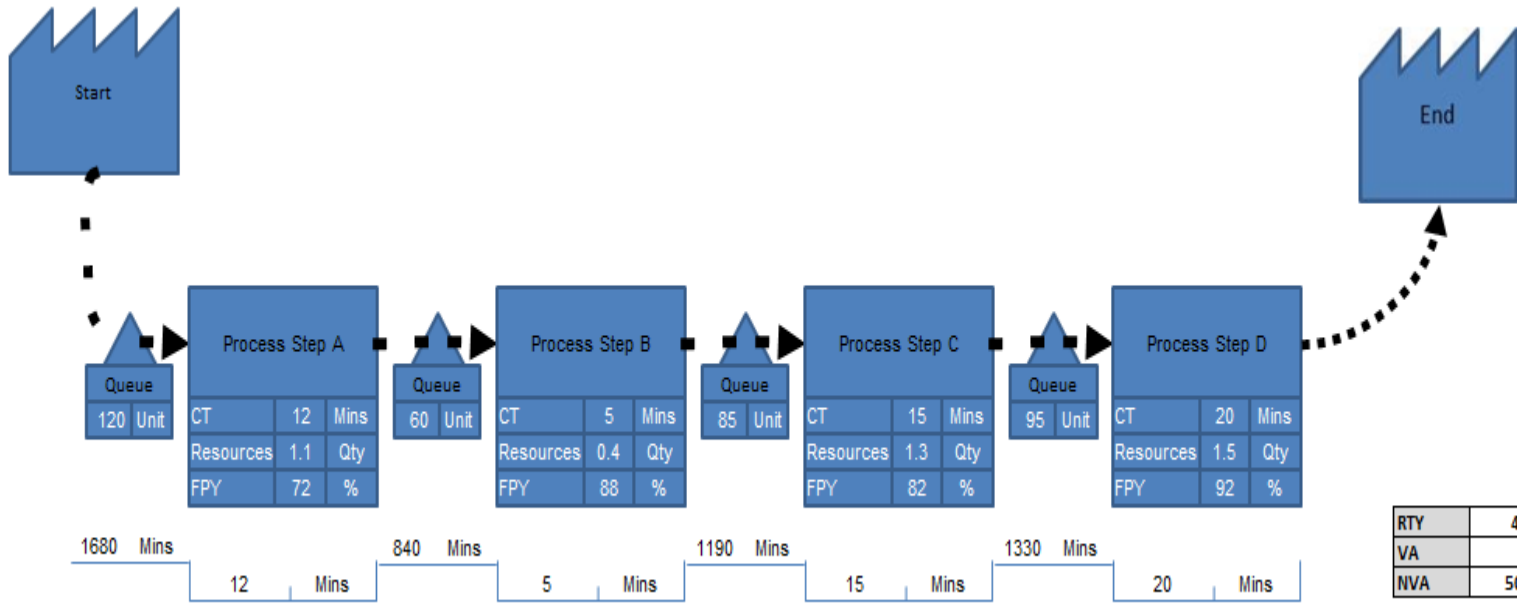 Start
End
Process Step A
Process Step B
Process Step C
Process Step D
Queue
120 Unit
CT 12 Mins
Resources 1.1 Qty
FPY 72 %
Queue
60 Unit
CT 5 Mins
Resources 0.4 Qty
FPY 88 %
Queue
85 Unit
CT 15 Mins
Resources 1.3 Qty
FPY 82 %
Queue
95 Unit
CT 20 Mins
Resources 1.5 Qty
FPY 92 %
1680 Mins
840 Mins
1190 Mins
1330 Mins
12 Mins
5 Mins
15 Mins
20 Mins
RTY 4
VA
NVA